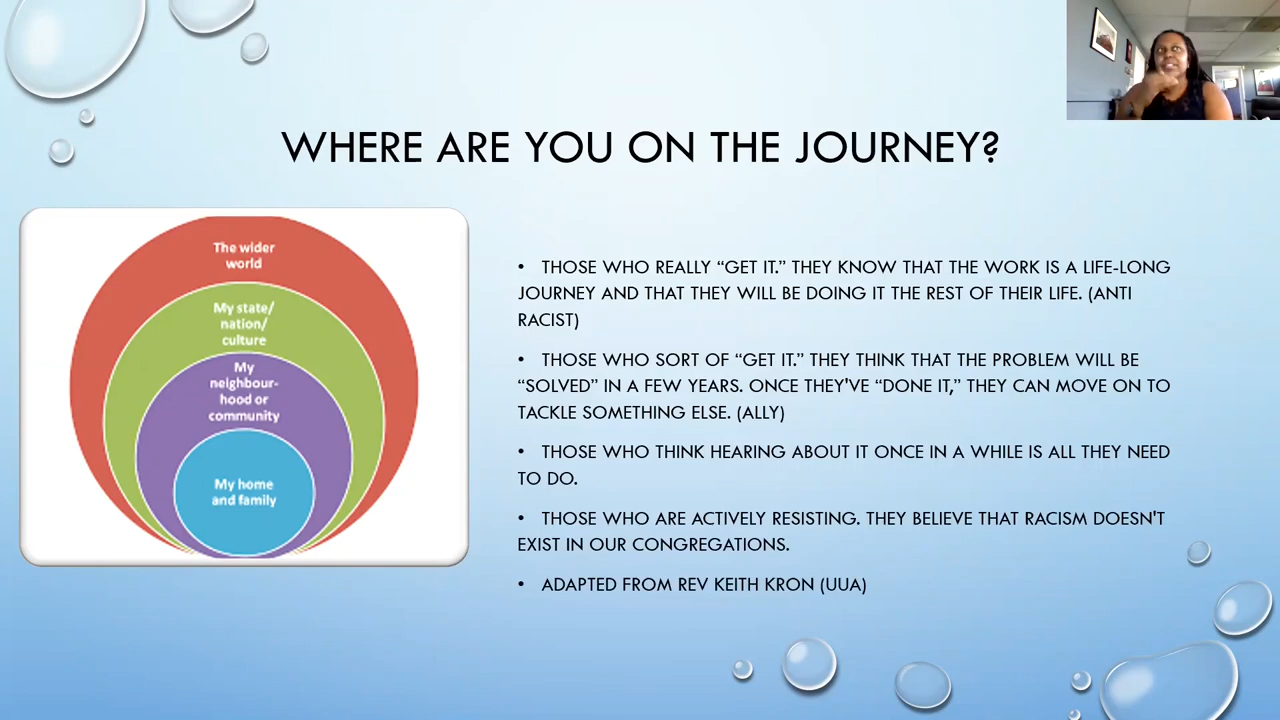 WHERE ARE YOU ON THE JOURNEY?
The wider
world
My state/
nation/
culture
My
neighbour-
hood or
community
My home
and family
• THOSE WHO REALLY “GET IT.” THEY KNOW THAT THE WORK IS A LIFE-LONG
JOURNEY AND THAT THEY WILL BE DOING IT THE REST OF THEIR LIFE. (ANTI
RACIST)
• THOSE WHO SORT OF “GET IT.” THEY THINK THAT THE PROBLEM WILL BE
“SOLVED” IN A FEW YEARS. ONCE THEY'VE “DONE IT,” THEY CAN MOVE ON TO
TACKLE SOMETHING ELSE. (ALLY)
• THOSE WHO THINK HEARING ABOUT IT ONCE IN A WHILE IS ALL THEY NEED
TO DO.
• THOSE WHO ARE ACTIVELY RESISTING. THEY BELIEVE THAT RACISM DOESN'T
EXIST IN OUR CONGREGATIONS.
• ADAPTED FROM REV KEITH KRON (UUA)